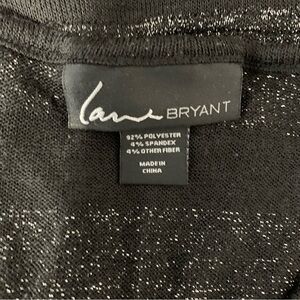 Lane BRYANT
92% POLYESTER
4% SPANDEX
4% OTHER FIBER
MADE IN
CHINA